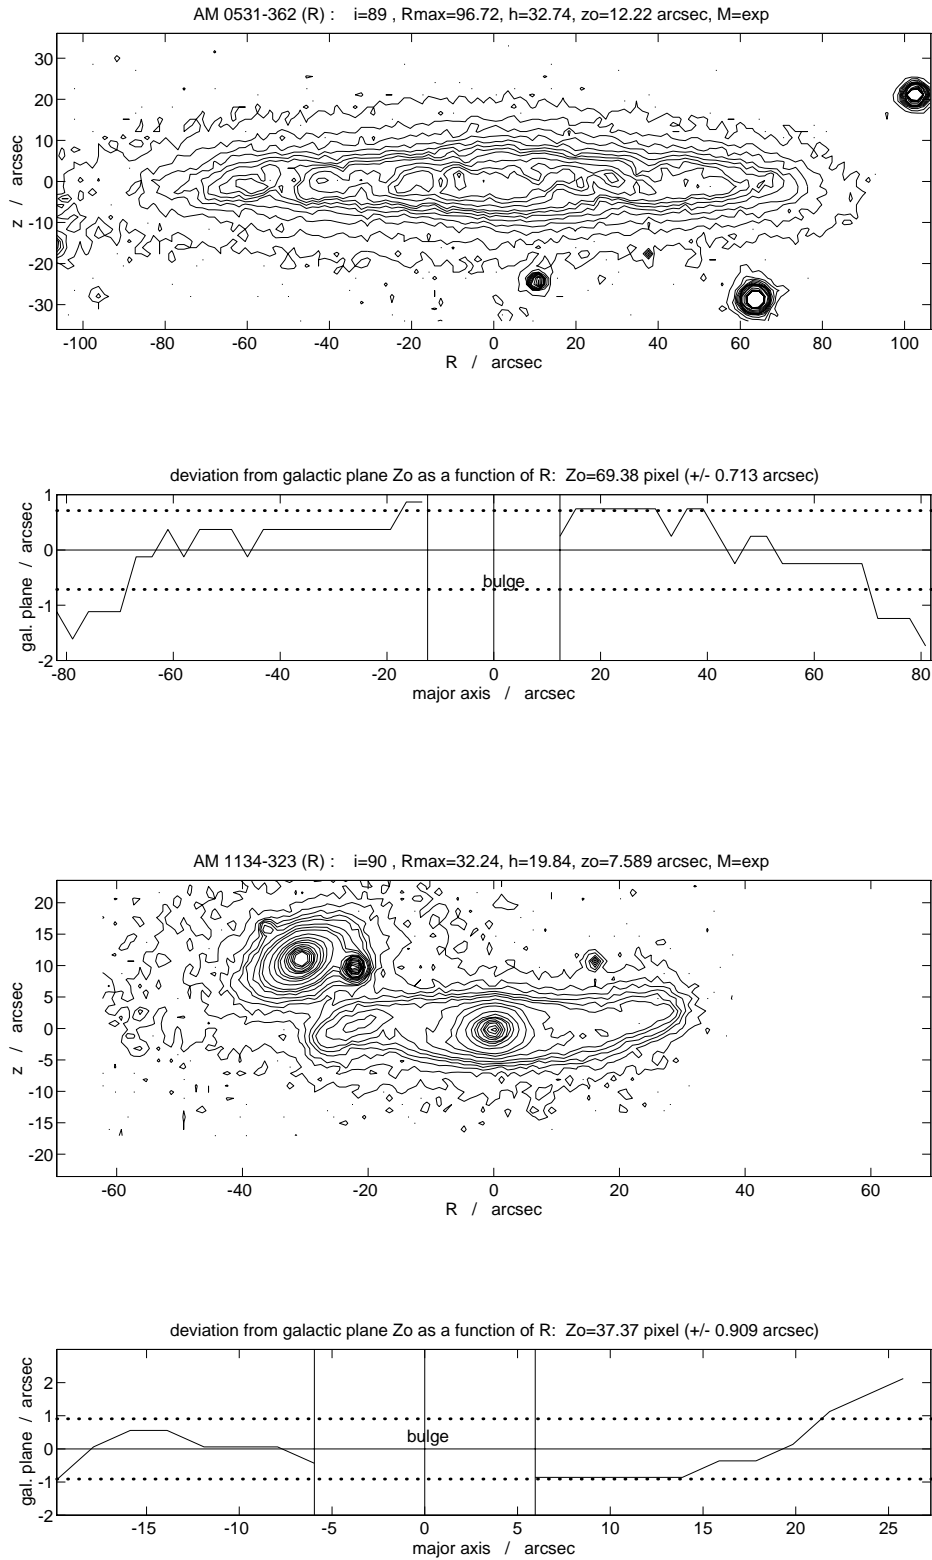 AM 0531-362 (R) : i=89 , Rmax=96.72, h=32.74, zo=12.22 arcsec, M=exp
30
20
10
0
-10
-20
-30
z / arcsec
-100 -80 -60 -40 -20 0 20 40 60 80 100
R / arcsec
deviation from galactic plane Zo as a function of R: Zo=69.38 pixel (+/- 0.713 arcsec)
1
0
-1
-2
gal. plane / arcsec
bulge
-80 -60 -40 -20 0 20 40 60 80
major axis / arcsec
AM 1134-323 (R) : i=90 , Rmax=32.24, h=19.84, zo=7.589 arcsec, M=exp
20
15
10
5
0
-5
-10
-15
-20
z / arcsec
-60 -40 -20 0 20 40 60
R / arcsec
deviation from galactic plane Zo as a function of R: Zo=37.37 pixel (+/- 0.909 arcsec)
2
1
0
-1
-2
gal. plane / arcsec
bulge
-15 -10 -5 0 5 10 15 20 25
major axis / arcsec